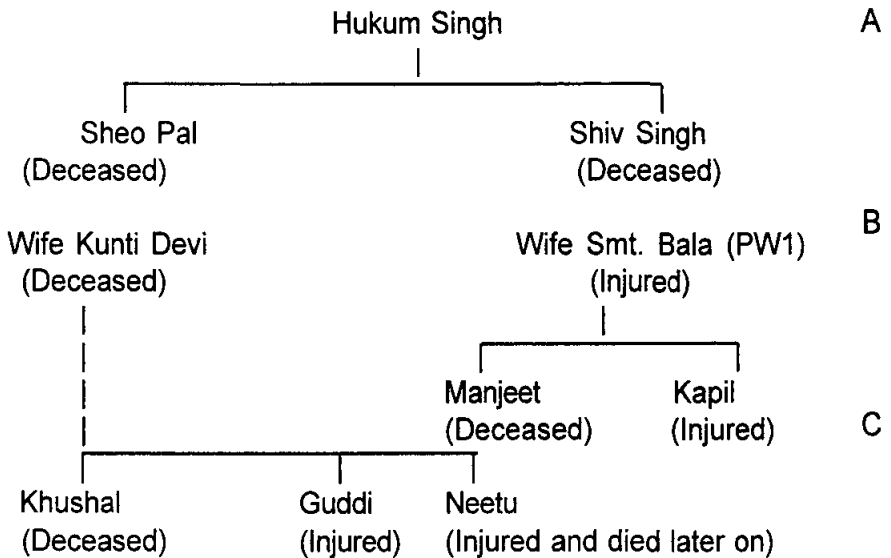 Hukum Singh A
Sheo Pal Shiv Singh
(Deceased) (Deceased)
B
Wife Kunti Devi Wife Smt. Bala (PW1)
(Deceased) (Injured)
Manjeet Kapil
(Deceased) (Injured) C
Khushal Guddi Neetu
(Deceased) (Injured) (Injured and died later on)